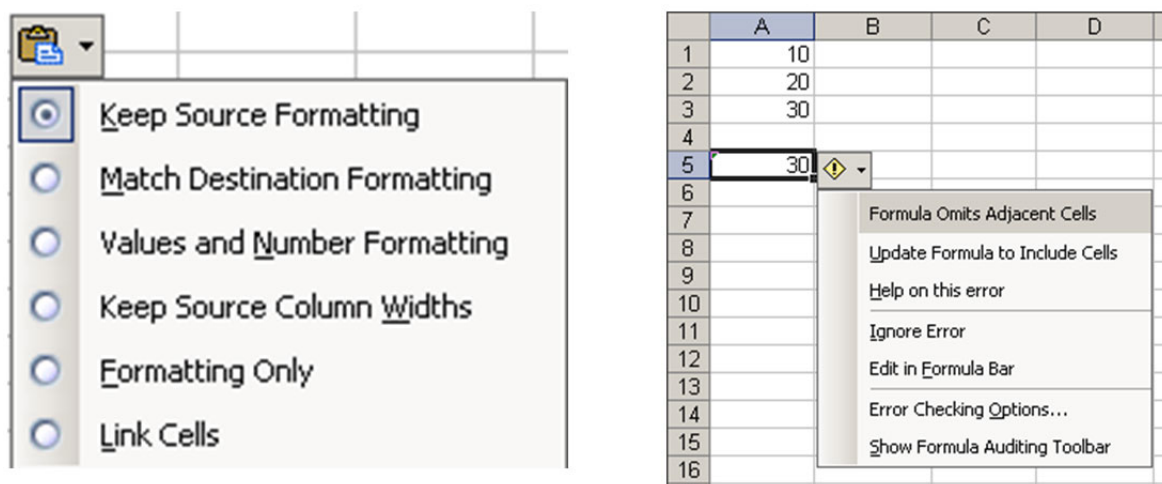 Keep Source Formatting
Match Destination Formatting
Values and Number Formatting
Keep Source Column Widths
Formatting Only
Link Cells
A B C D
1 10
2 20
3 30
4
5 30
6
7
8
9
10
11
12
13
14
15
16
Formula Omits Adjacent Cells
Update Formula to Include Cells
Help on this error
Ignore Error
Edit in Formula Bar
Error Checking Options...
Show Formula Auditing Toolbar